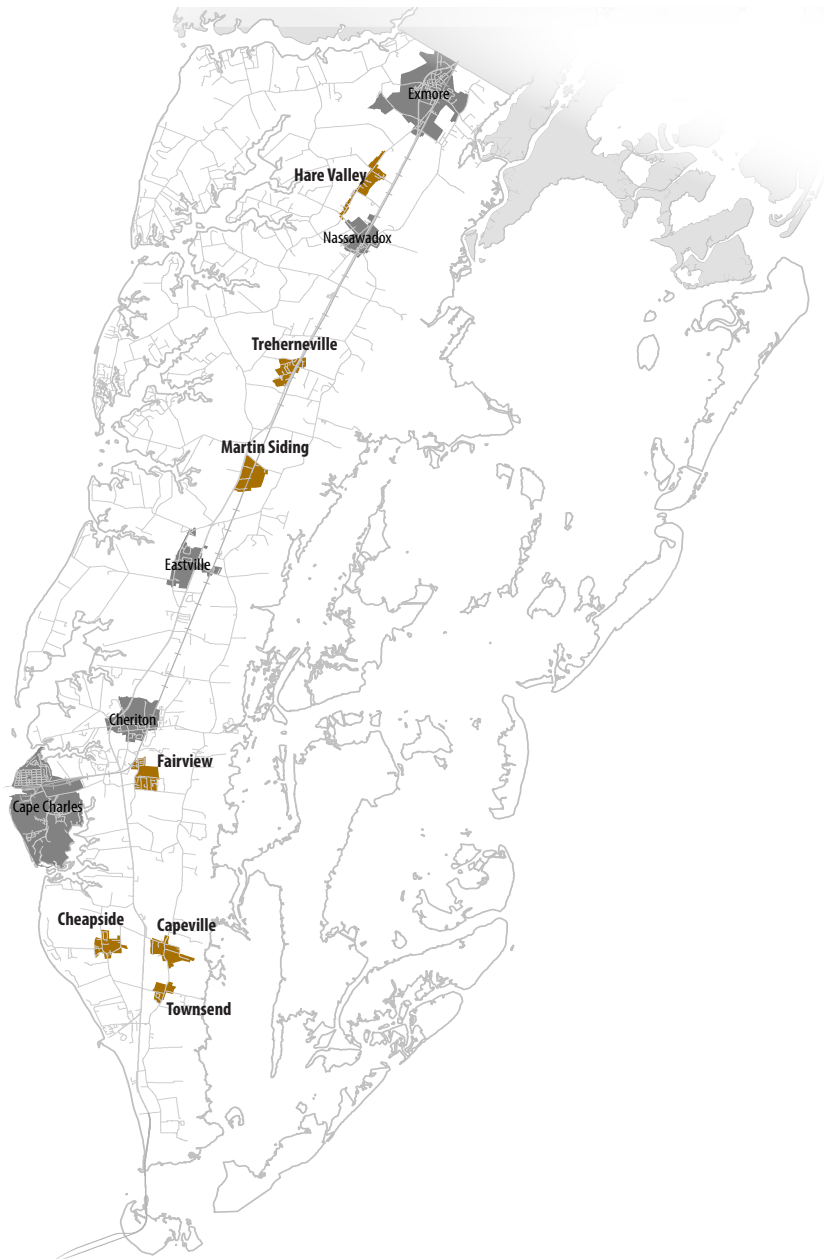 Exmore
Hare Valley
Nassawadox
Treherneville
Martin Siding
Eastville
Cheriton
Fairview
Cape Charles
Cheapside
Capeville
Townsend